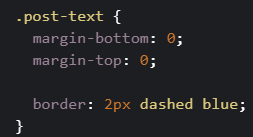 .post-text {
  margin-bottom: 0;
  margin-top: 0;

  border: 2px dashed blue;
}